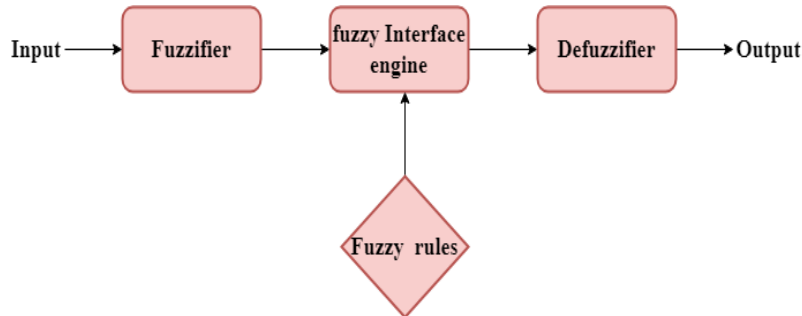 Input
Fuzzifier
fuzzy Interface
engine
Defuzzifier
Output
Fuzzy rules